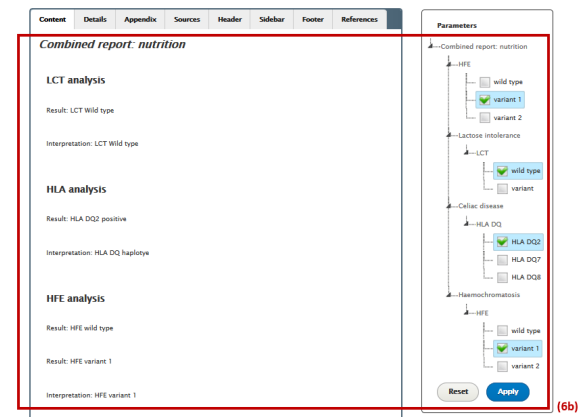 Content Details Appendix Sources Header Sidebar Footer References
Combined report: nutrition
LCT analysis
Result: LCT Wild type
Interpretation: LCT Wild type
HLA analysis
Result: HLA DQ2 positive
Interpretation: HLA DQ haplotye
HFE analysis
Result: HFE wild type
Result: HFE variant 1
Interpretation: HFE variant 1
Parameters
Combined report: nutrition
HFE
wild type
variant 1
variant 2
Lactose intolerance
LCT
wild type
variant
Celiac disease
HLA DQ
HLA DQ2
HLA DQ7
HLA DQ8
Haemochromatosis
HFE
wild type
variant 1
variant 2
Reset Apply
(6b)